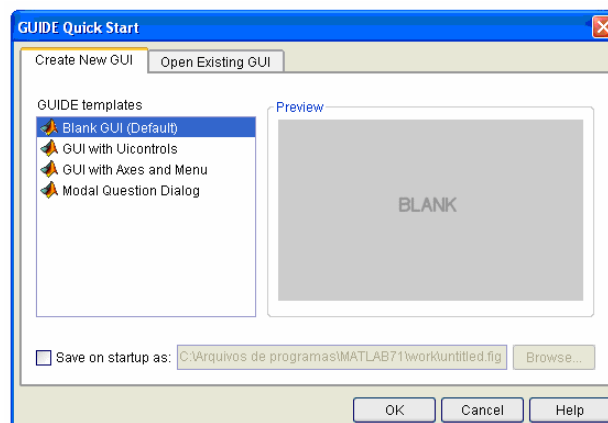 GUIDE Quick Start
Create New GUI
Open Existing GUI
GUIDE templates
Blank GUI (Default)
GUI with Uicontrols
GUI with Axes and Menu
Modal Question Dialog
Preview
BLANK
Save on startup as:
C:\Arquivos de programas\MATLAB71\work\untitled.fig
Browse...
OK
Cancel
Help